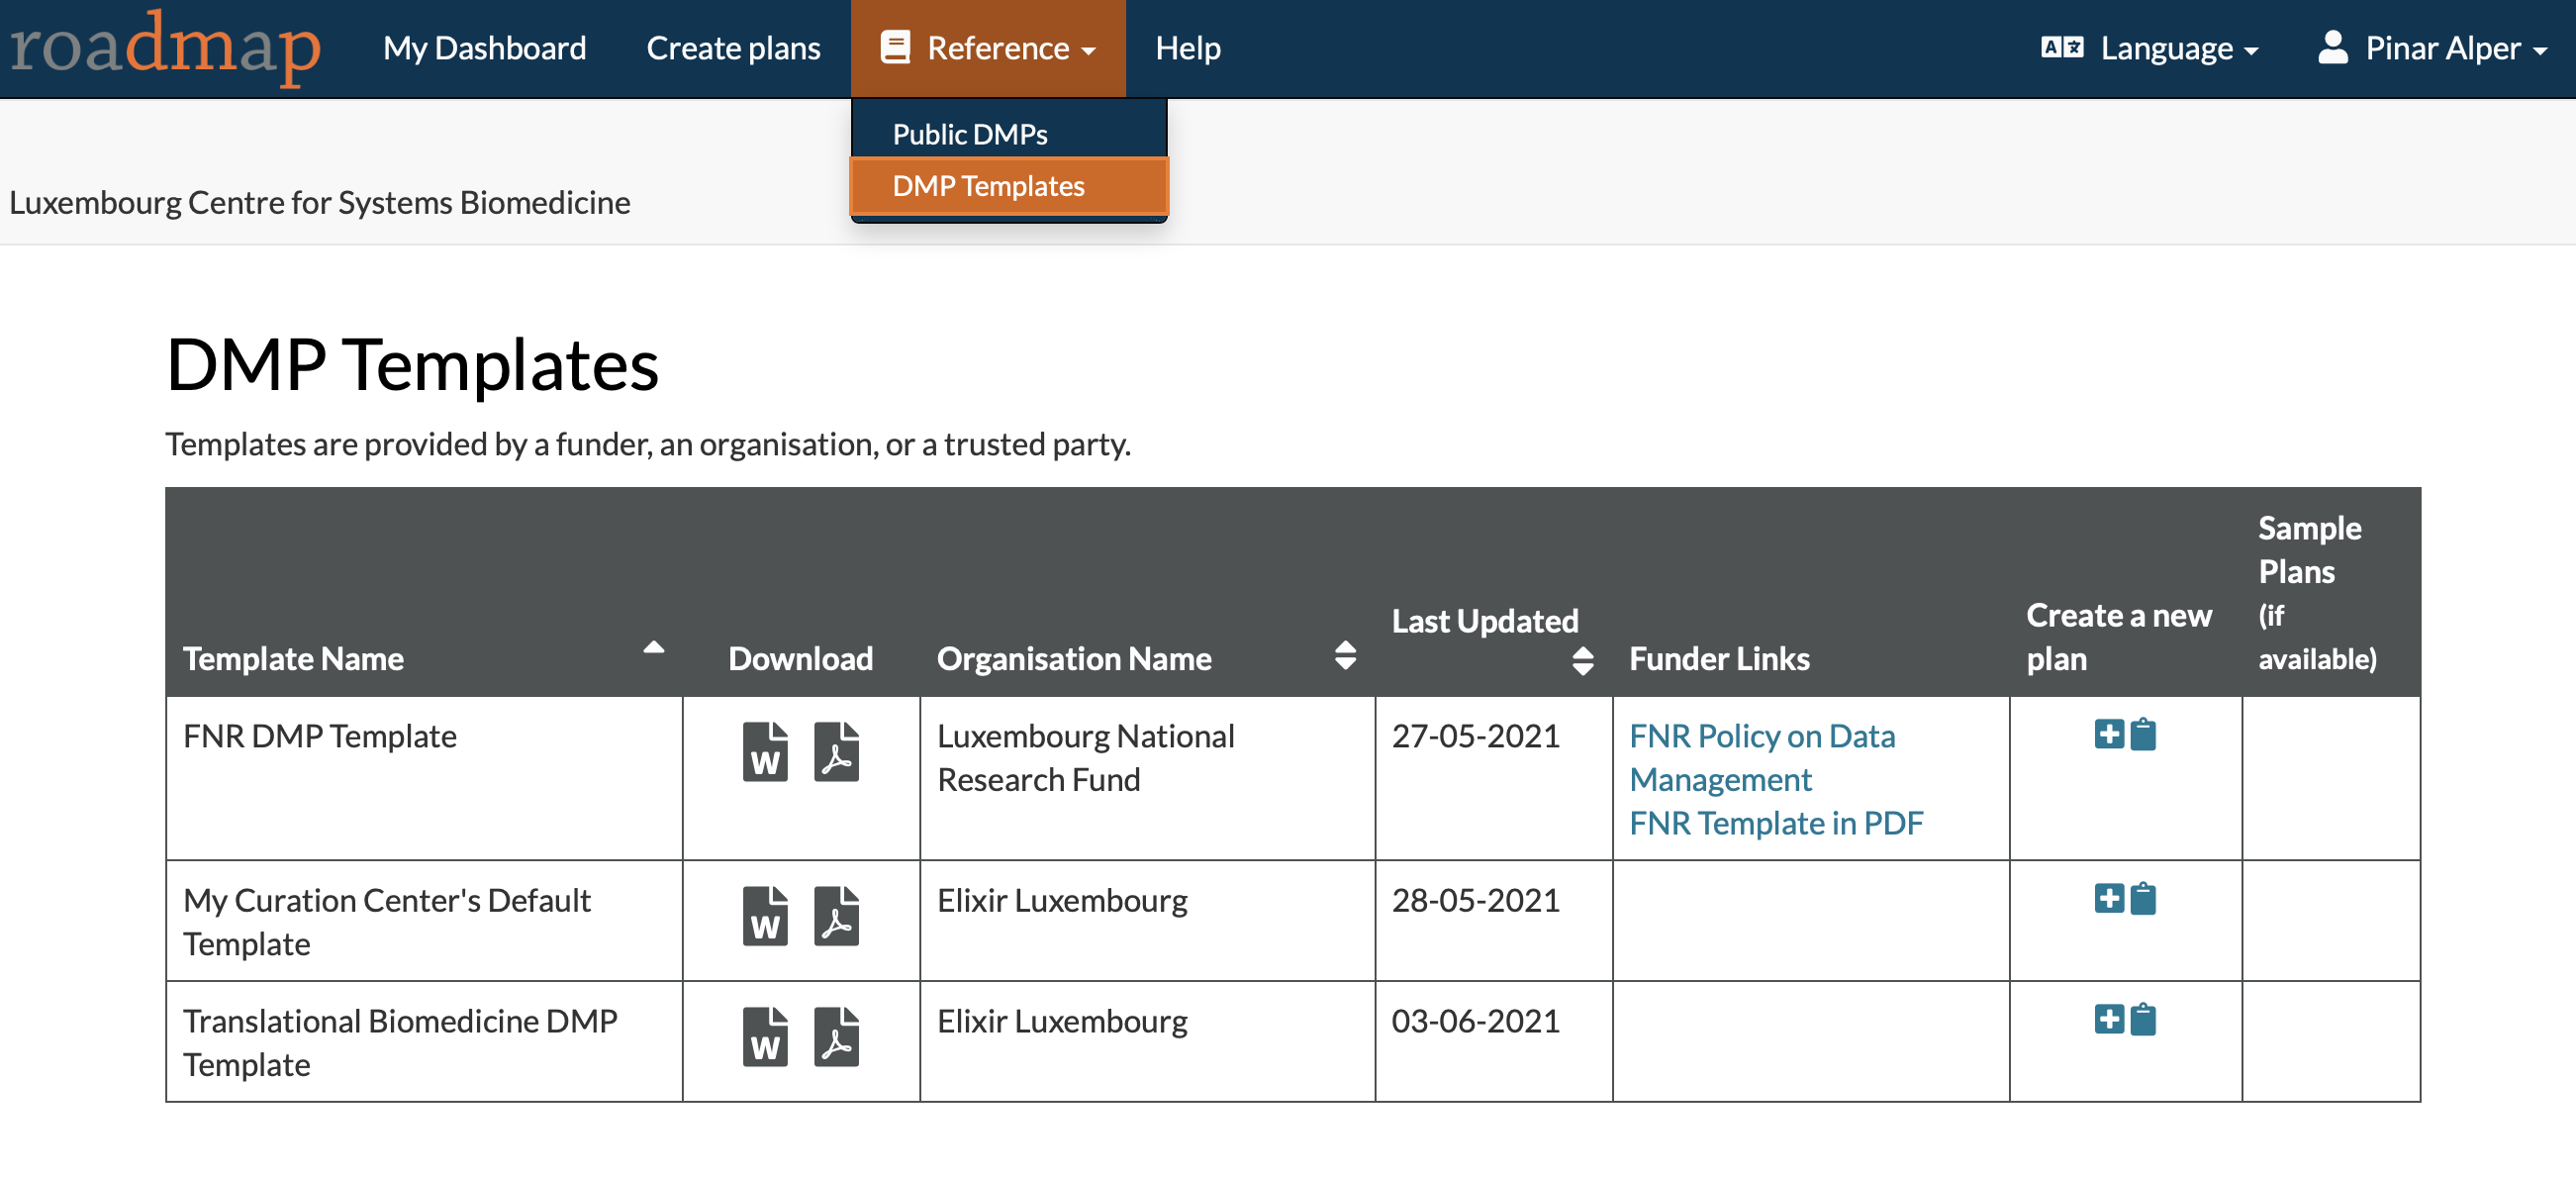 roadmap My Dashboard Create plans Reference Help Language Pinar Alper
Public DMPs
DMP Templates
Luxembourg Centre for Systems Biomedicine
DMP Templates
Templates are provided by a funder, an organisation, or a trusted party.
Template Name Download Organisation Name Last Updated Funder Links Create a new plan Sample Plans (if available)
FNR DMP Template Luxembourg National Research Fund 27-05-2021 FNR Policy on Data Management
FNR Template in PDF
My Curation Center's Default Template Elixir Luxembourg 28-05-2021
Translational Biomedicine DMP Template Elixir Luxembourg 03-06-2021